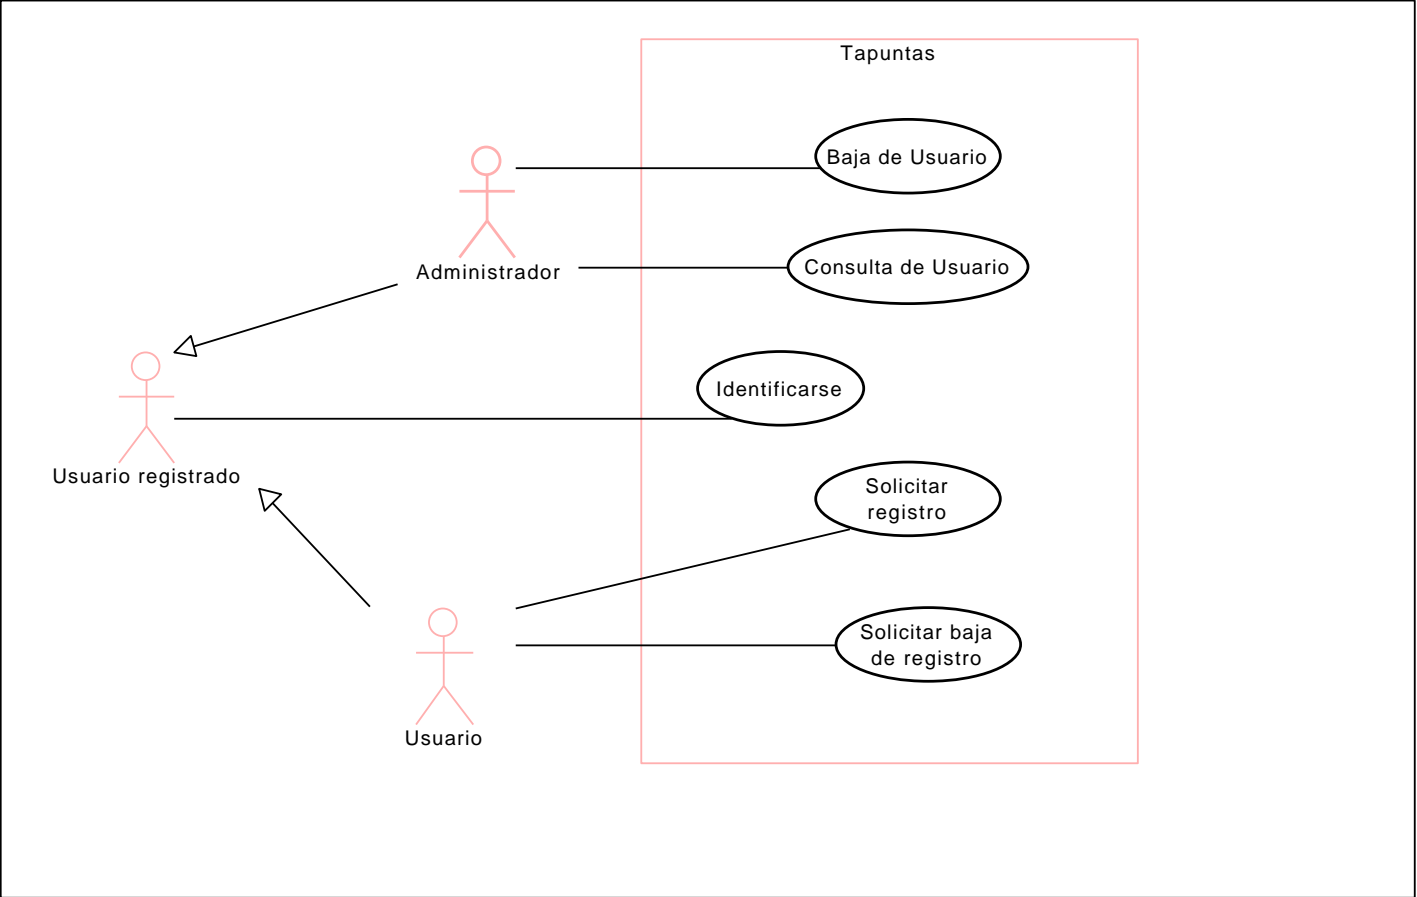 Tapuntas
Baja de Usuario
Administrador
Consulta de Usuario
Identificarse
Usuario registrado
Solicitar
registro
Solicitar baja
de registro
Usuario